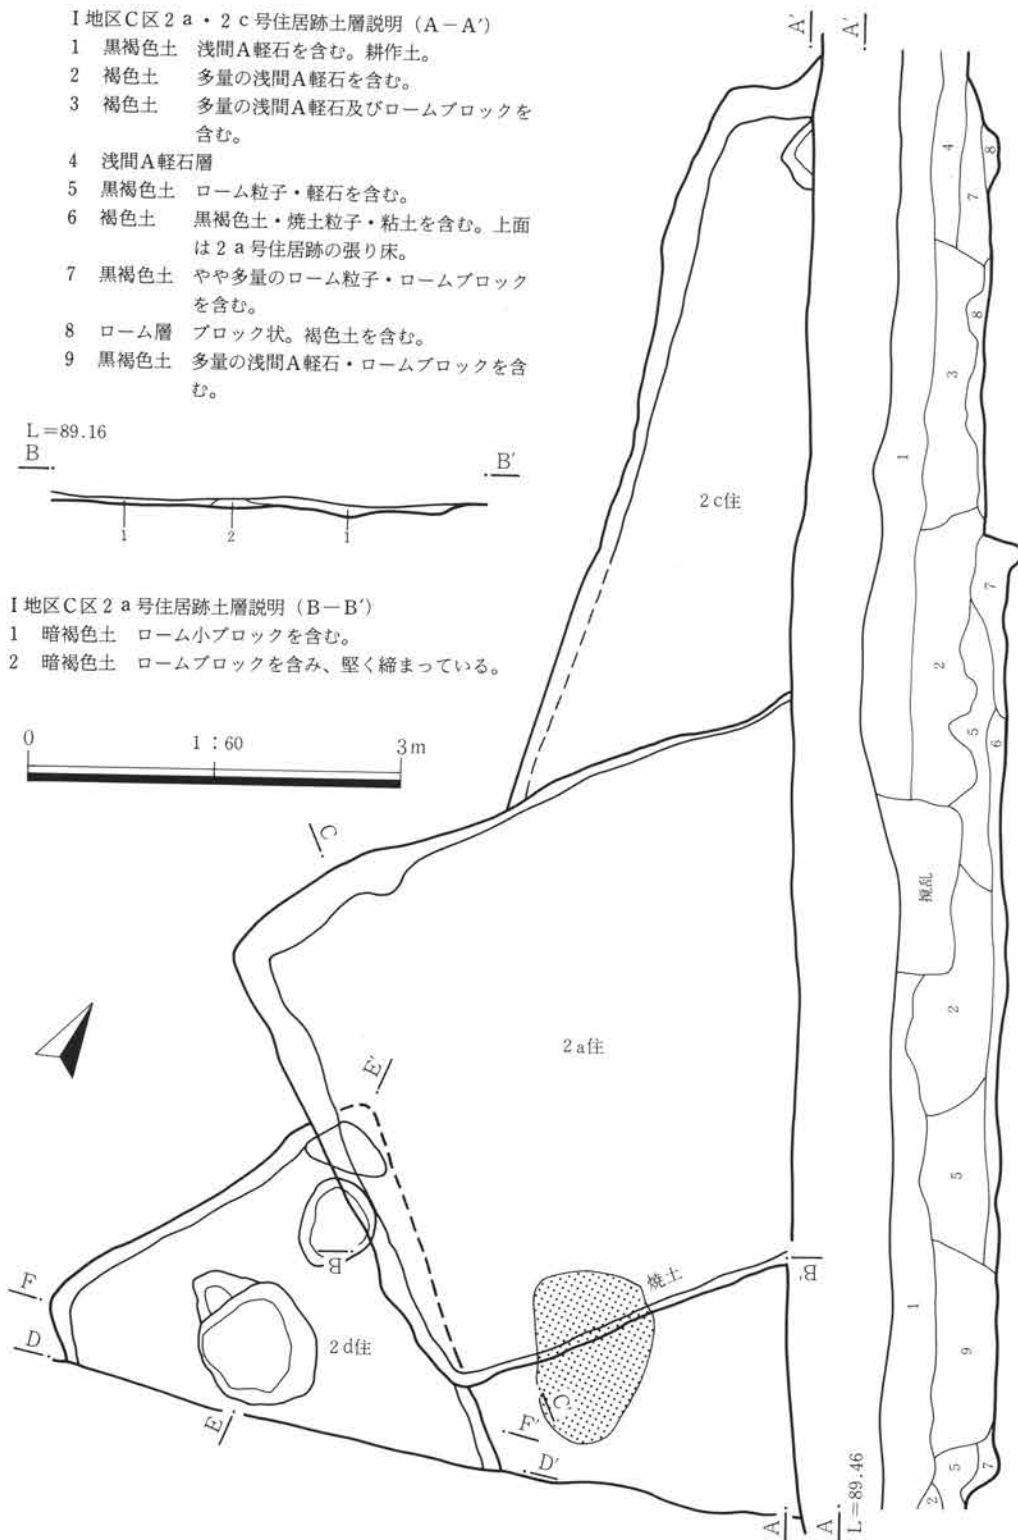 I地区C区2a・2c号住居跡土層説明（A－A′）
1　黒褐色土　浅間A軽石を含む。耕作土。
2　褐色土　多量の浅間A軽石を含む。
3　褐色土　多量の浅間A軽石及びロームブロックを
含む。
4　浅間A軽石層
5　黒褐色土　ローム粒子・軽石を含む。
6　褐色土　黒褐色土・焼土粒子・粘土を含む。上面
は2a号住居跡の張り床。
7　黒褐色土　やや多量のローム粒子・ロームブロック
を含む。
8　ローム層　ブロック状。褐色土を含む。
9　黒褐色土　多量の浅間A軽石・ロームブロックを含
む。
L＝89.16
B
B′
1
2
1
I地区C区2a号住居跡土層説明（B－B′）
1　暗褐色土　ローム小ブロックを含む。
2　暗褐色土　ロームブロックを含み、堅く締まっている。
0　1：60　3m
A′
A′
4
8
7
8
3
1
2c住
7
2
5
6
C
撹乱
2a住
2
E′
5
B
B′
焼土
F
D
2d住
1
9
E
C′
F′
D′
5
7
2
L＝89.46
A
A